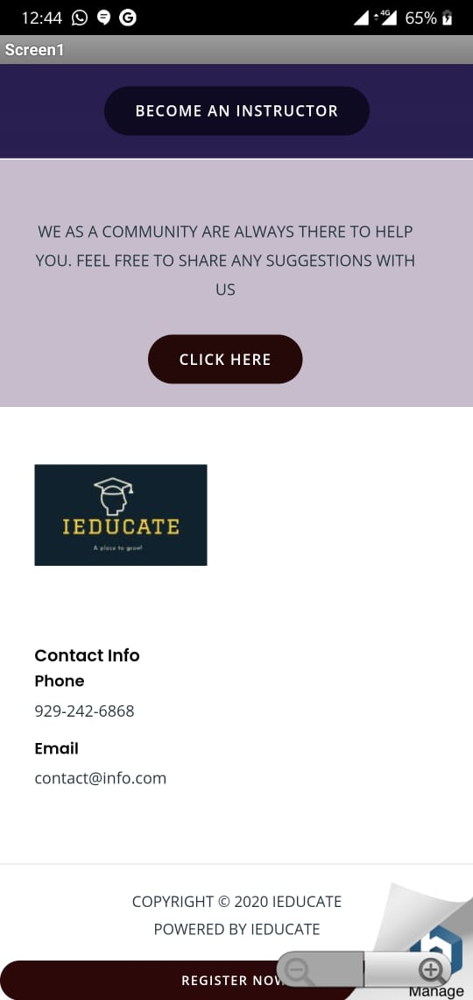 12:44
4G
65%
Screen1
BECOME AN INSTRUCTOR
WE AS A COMMUNITY ARE ALWAYS THERE TO HELP
YOU. FEEL FREE TO SHARE ANY SUGGESTIONS WITH
US
CLICK HERE
IEDUCATE
A place to grow!
Contact Info
Phone
929-242-6868
Email
contact@info.com
COPYRIGHT © 2020 IEDUCATE
POWERED BY IEDUCATE
REGISTER NOW
Manage